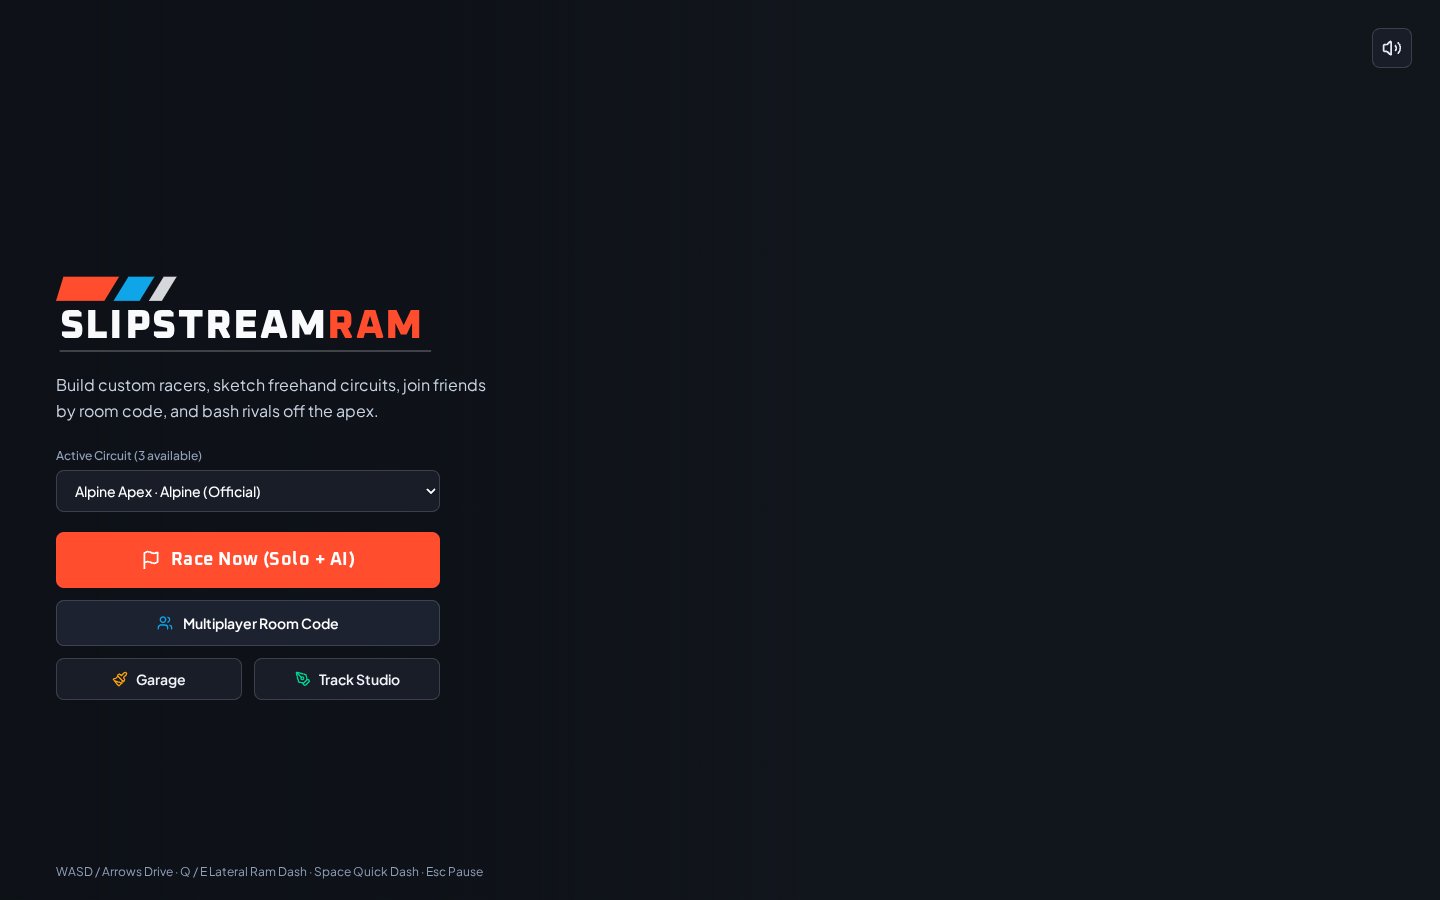 SLIPSTREAMRAM
Build custom racers, sketch freehand circuits, join friends
by room code, and bash rivals off the apex.
Active Circuit (3 available)
Alpine Apex · Alpine (Official)
Race Now (Solo + AI)
Multiplayer Room Code
Garage
Track Studio
WASD / Arrows Drive · Q / E Lateral Ram Dash · Space Quick Dash · Esc Pause